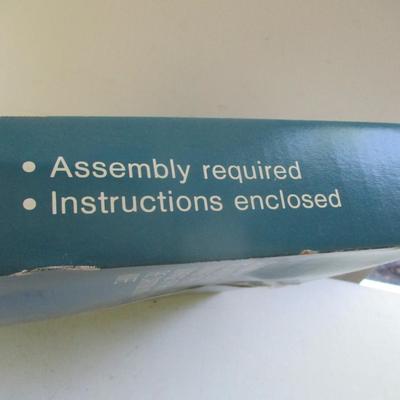 • Assembly required
• Instructions enclosed